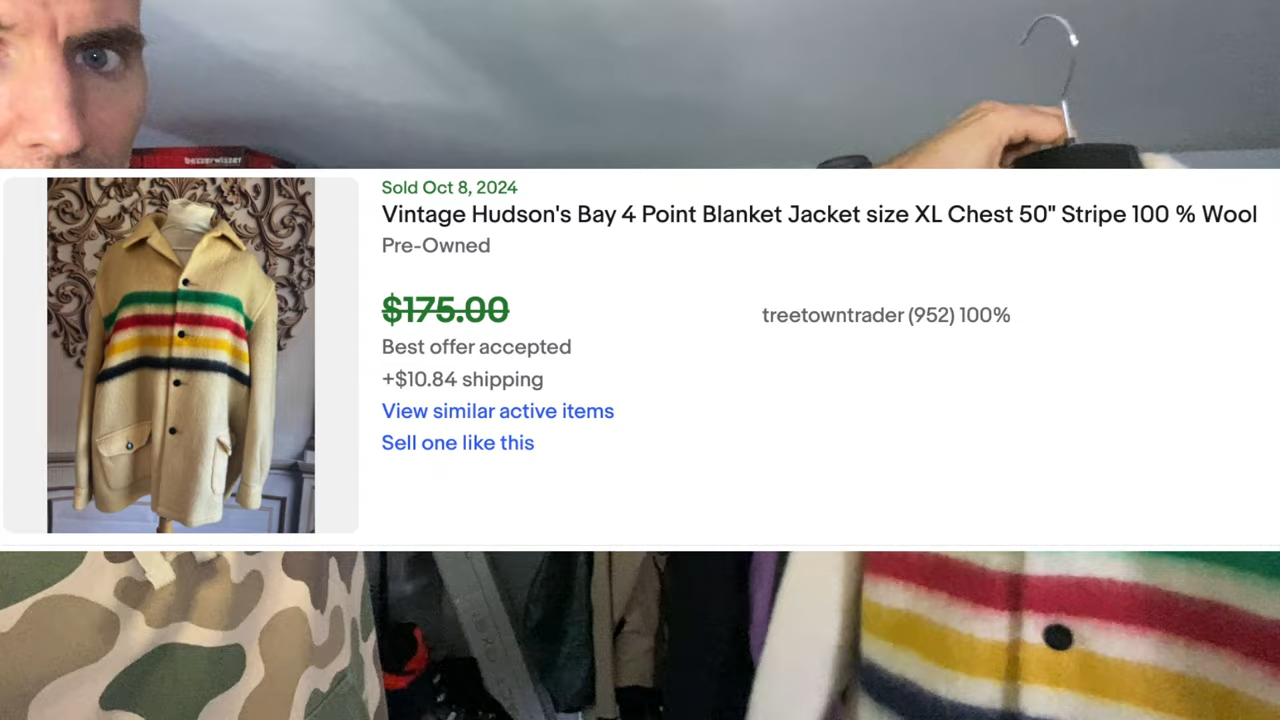 bezzerwizzer
Sold Oct 8, 2024
Vintage Hudson's Bay 4 Point Blanket Jacket size XL Chest 50" Stripe 100 % Wool
Pre-Owned
$175.00
treetowntrader (952) 100%
Best offer accepted
+$10.84 shipping
View similar active items
Sell one like this